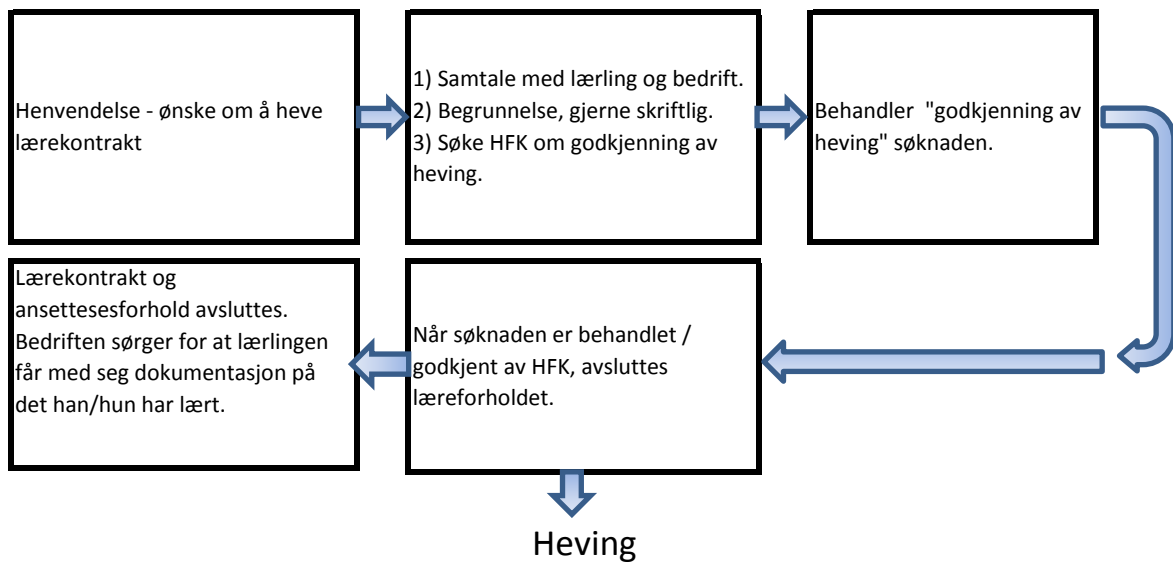 Henvendelse - ønske om å heve
lærekontrakt
1) Samtale med lærling og bedrift.
2) Begrunnelse, gjerne skriftlig.
3) Søke HFK om godkjenning av
heving.
Behandler "godkjenning av
heving" søknaden.
Når søknaden er behandlet /
godkjent av HFK, avsluttes
læreforholdet.
Lærekontrakt og
ansettesesforhold avsluttes.
Bedriften sørger for at lærlingen
får med seg dokumentasjon på
det han/hun har lært.
Heving